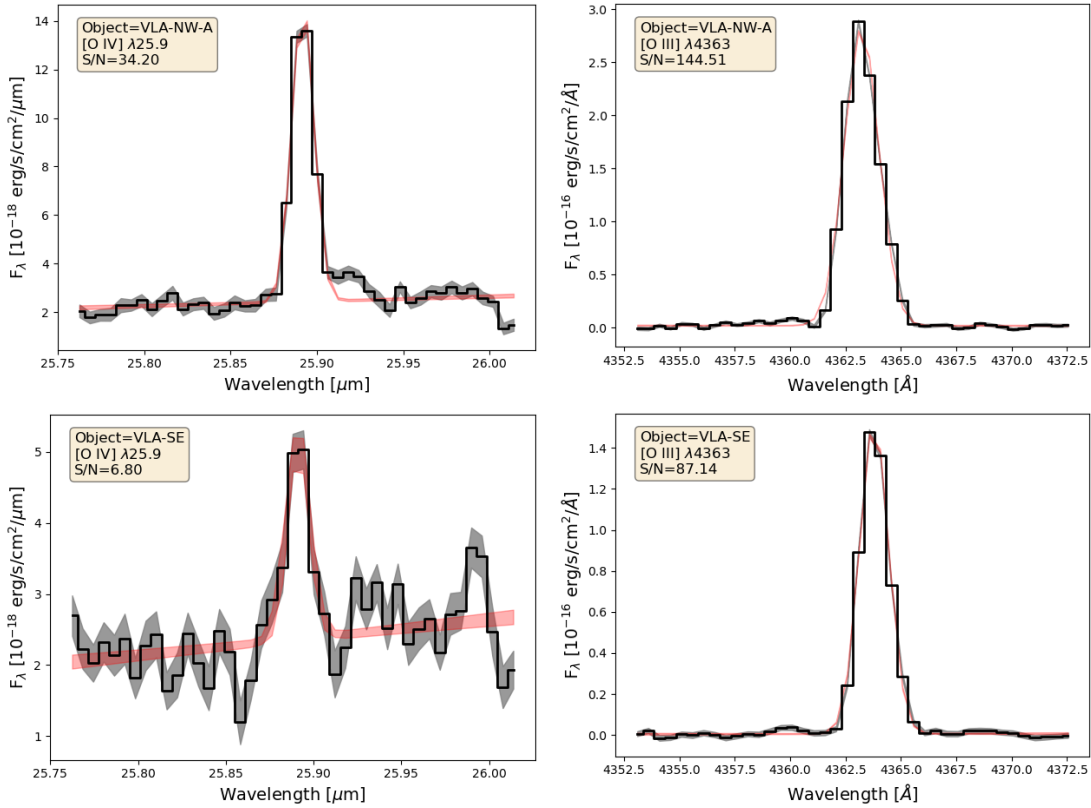 Object=VLA-NW-A
[O IV] λ25.9
S/N=34.20
F_λ [10^−18 erg/s/cm^2/μm]
14
12
10
8
6
4
2
25.75 25.80 25.85 25.90 25.95 26.00
Wavelength [μm]
Object=VLA-NW-A
[O III] λ4363
S/N=144.51
F_λ [10^−16 erg/s/cm^2/Å]
3.0
2.5
2.0
1.5
1.0
0.5
0.0
4352.5 4355.0 4357.5 4360.0 4362.5 4365.0 4367.5 4370.0 4372.5
Wavelength [Å]
Object=VLA-SE
[O IV] λ25.9
S/N=6.80
F_λ [10^−18 erg/s/cm^2/μm]
5
4
3
2
1
25.75 25.80 25.85 25.90 25.95 26.00
Wavelength [μm]
Object=VLA-SE
[O III] λ4363
S/N=87.14
F_λ [10^−16 erg/s/cm^2/Å]
1.4
1.2
1.0
0.8
0.6
0.4
0.2
0.0
4352.5 4355.0 4357.5 4360.0 4362.5 4365.0 4367.5 4370.0 4372.5
Wavelength [Å]